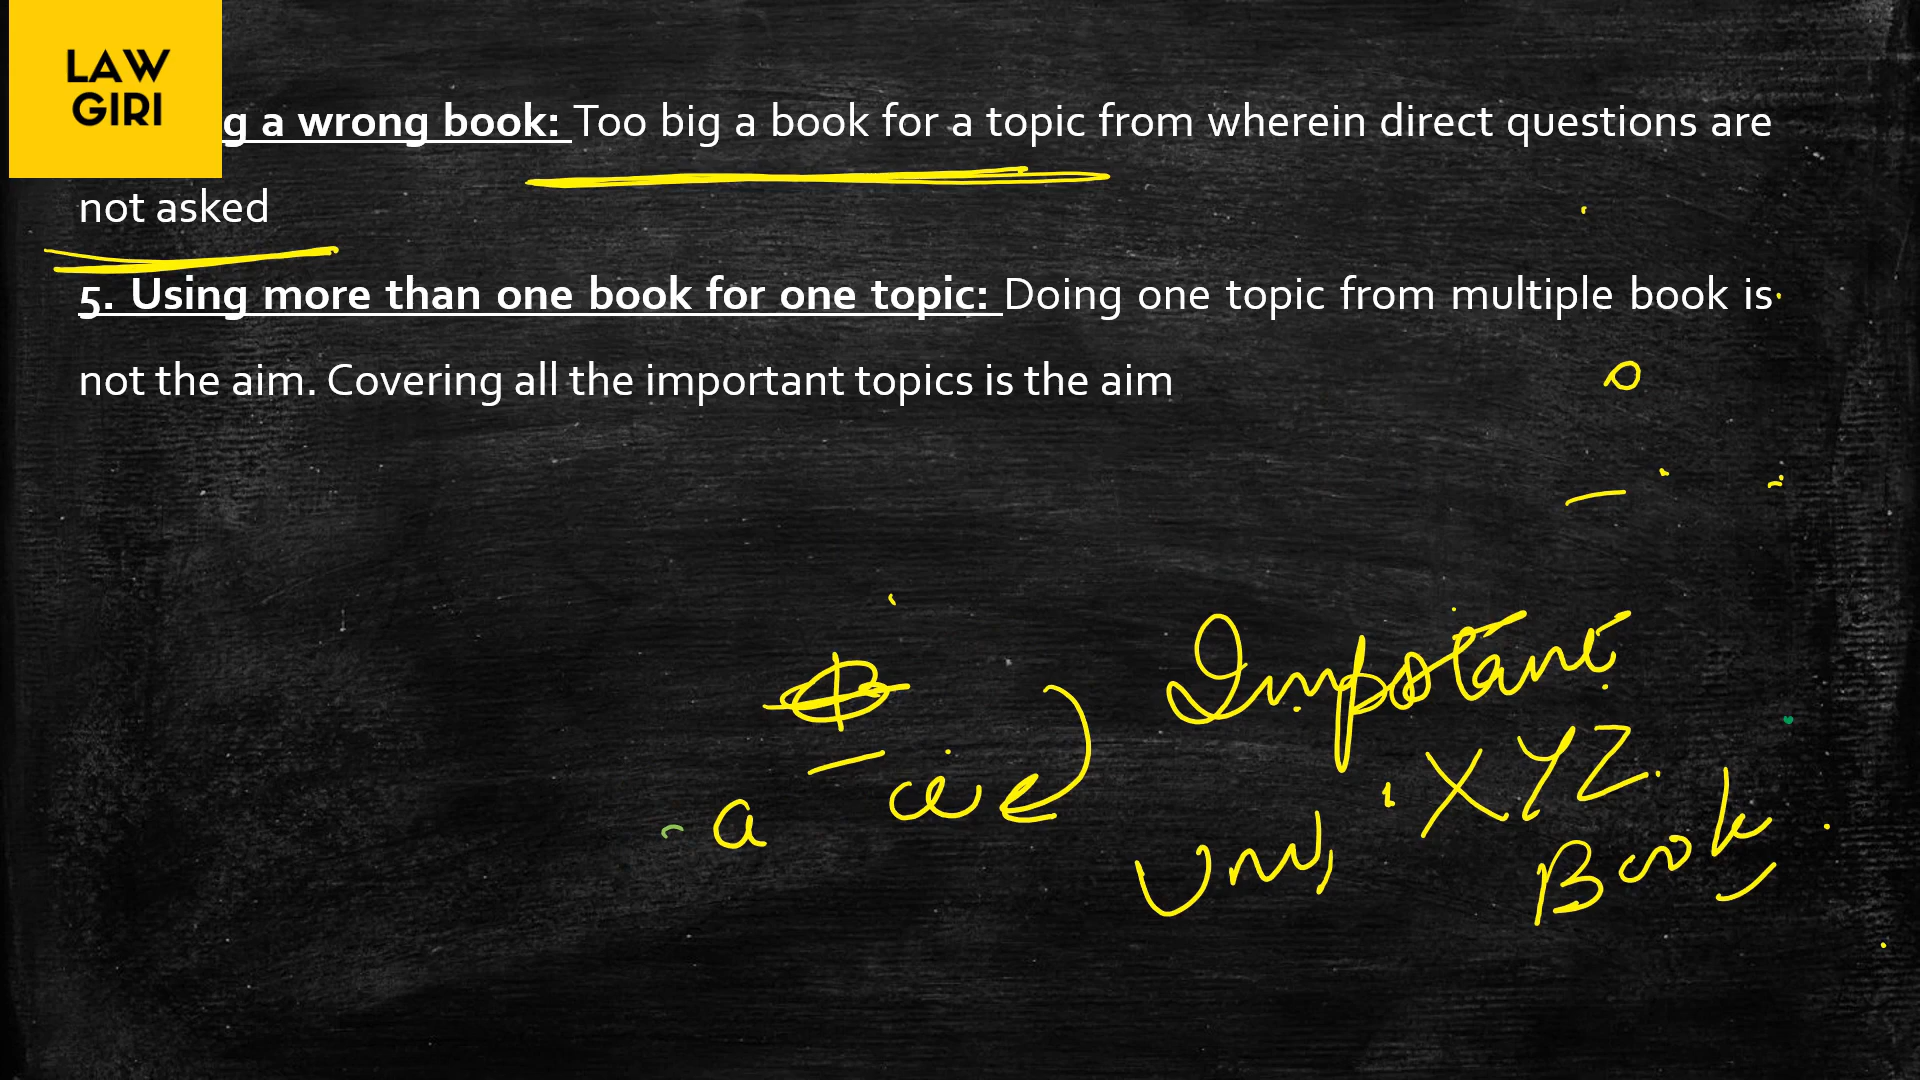 LAW
GIRI
g a wrong book: Too big a book for a topic from wherein direct questions are
not asked
5. Using more than one book for one topic: Doing one topic from multiple book is
not the aim. Covering all the important topics is the aim
Important
XYZ
a
Book